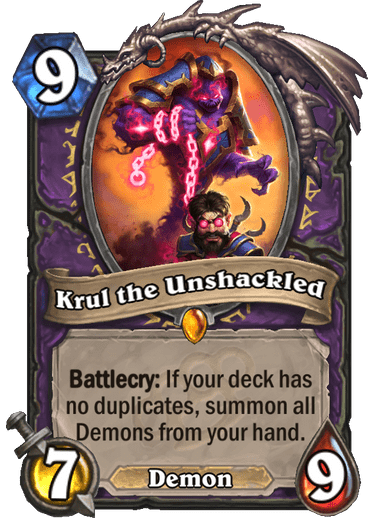 9
Krul the Unshackled
Battlecry: If your deck has
no duplicates, summon all
Demons from your hand.
7
Demon
9